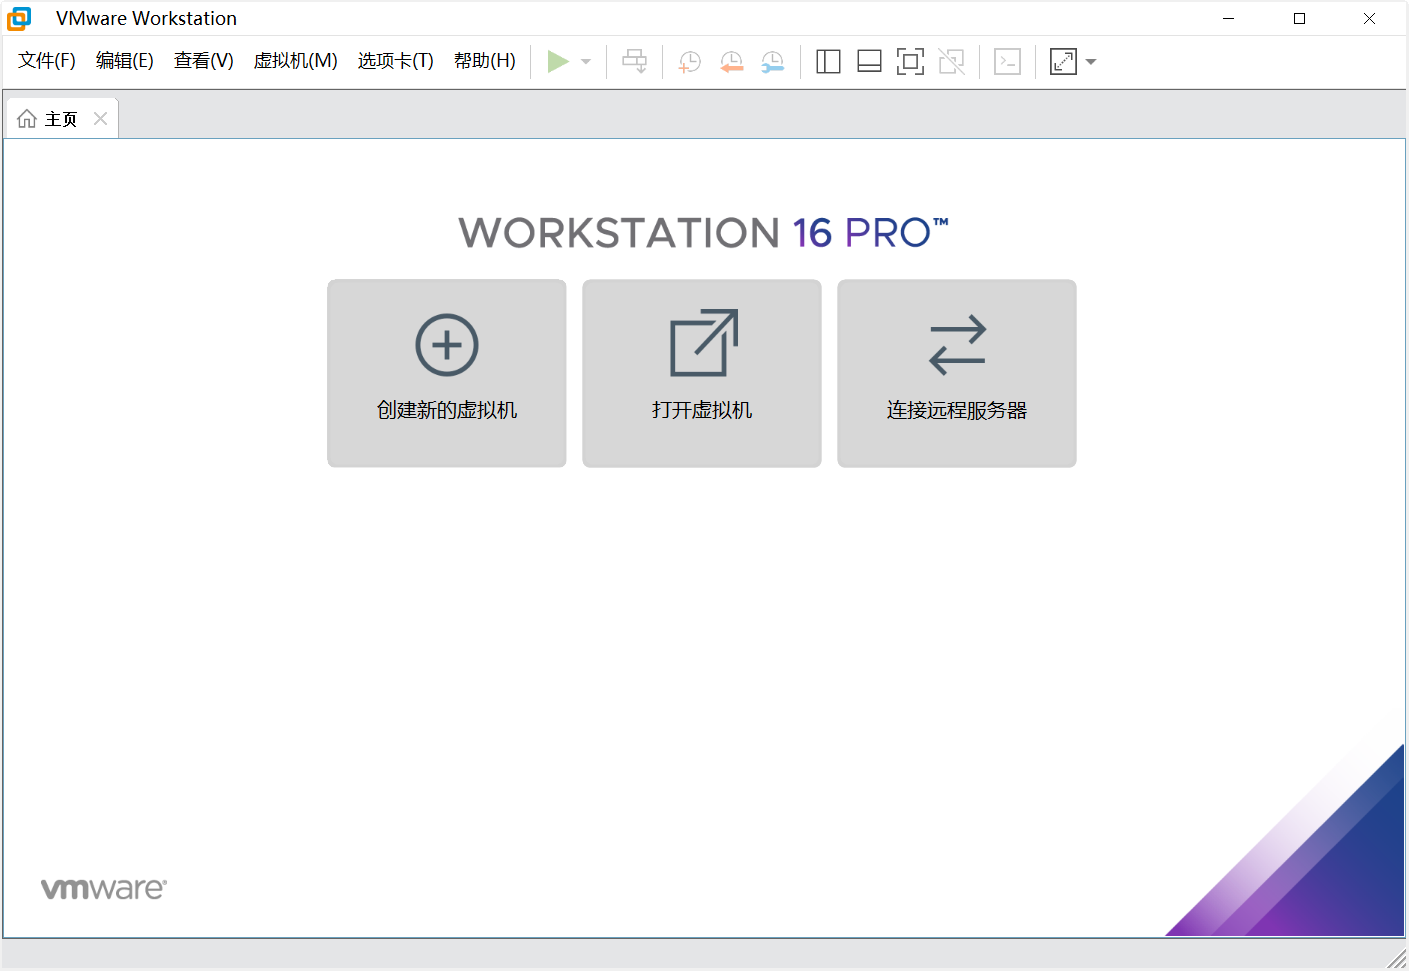 VMware Workstation
文件(F) 编辑(E) 查看(V) 虚拟机(M) 选项卡(T) 帮助(H)
主页
WORKSTATION 16 PRO™
创建新的虚拟机 打开虚拟机 连接远程服务器
vmware®